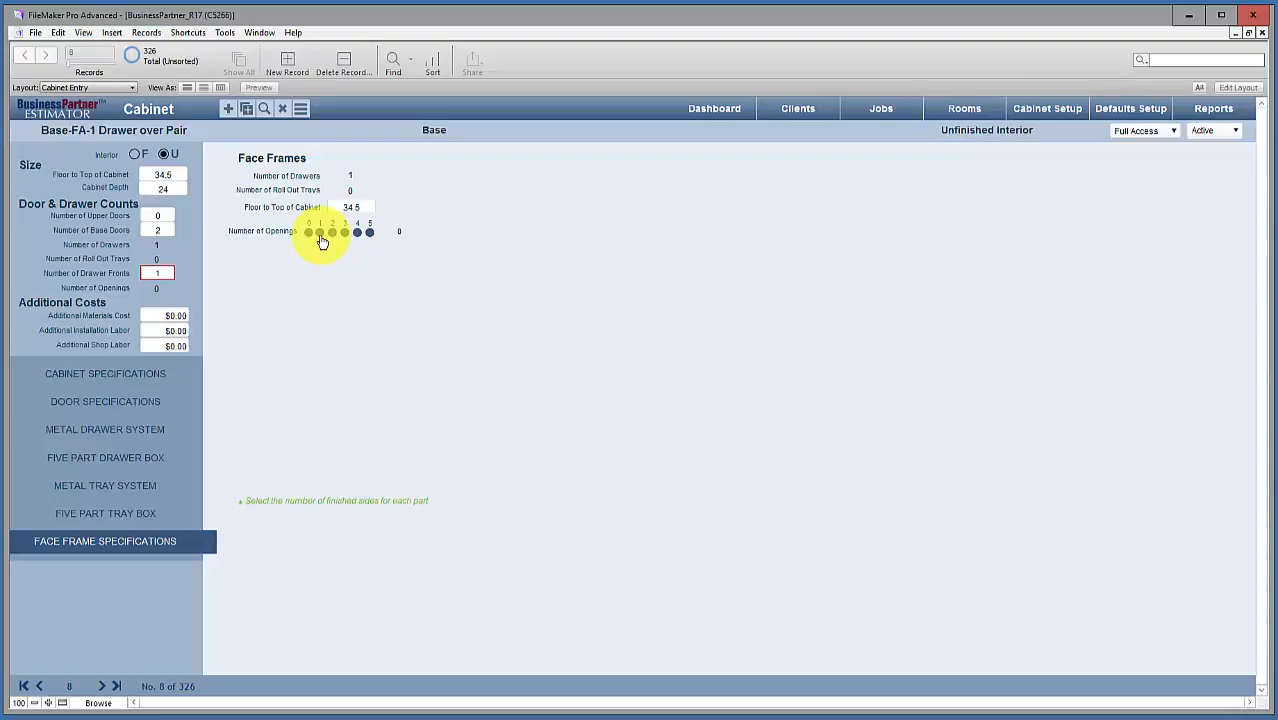 FileMaker Pro Advanced - [BusinessPartner_R17 (C5266)]
File Edit View Insert Records Shortcuts Tools Window Help
8
326
Total (Unsorted)
Records
Show All
New Record
Delete Record...
Find
Sort
Share
Layout: Cabinet Entry
View As:
Preview
Aa
Edit Layout
BusinessPartner™
ESTIMATOR
Cabinet
Dashboard
Clients
Jobs
Rooms
Cabinet Setup
Defaults Setup
Reports
Base-FA-1 Drawer over Pair
Base
Unfinished Interior
Full Access
Active
Interior F U
Size
Floor to Top of Cabinet 34.5
Cabinet Depth 24
Door & Drawer Counts
Number of Upper Doors 0
Number of Base Doors 2
Number of Drawers 1
Number of Roll Out Trays 0
Number of Drawer Fronts 1
Number of Openings 0
Additional Costs
Additional Materials Cost $0.00
Additional Installation Labor $0.00
Additional Shop Labor $0.00
CABINET SPECIFICATIONS
DOOR SPECIFICATIONS
METAL DRAWER SYSTEM
FIVE PART DRAWER BOX
METAL TRAY SYSTEM
FIVE PART TRAY BOX
FACE FRAME SPECIFICATIONS
Face Frames
Number of Drawers 1
Number of Roll Out Trays 0
Floor to Top of Cabinet 34.5
0 1 2 3 4 5
Number of Openings 0
* Select the number of finished sides for each part
8 No. 8 of 326
100 Browse